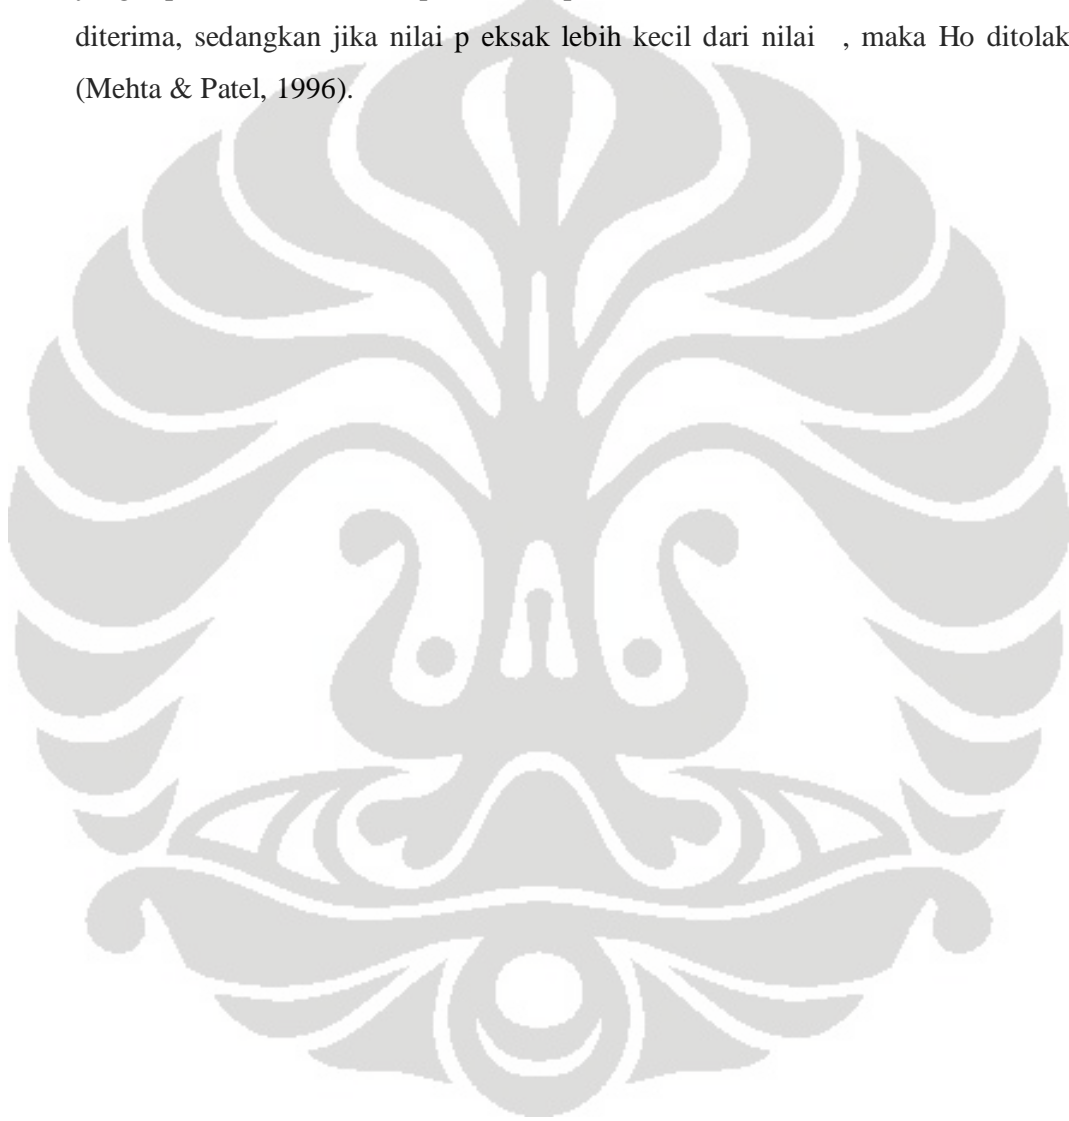 diterima, sedangkan jika nilai p eksak lebih kecil dari nilai , maka Ho ditolak
(Mehta & Patel, 1996).